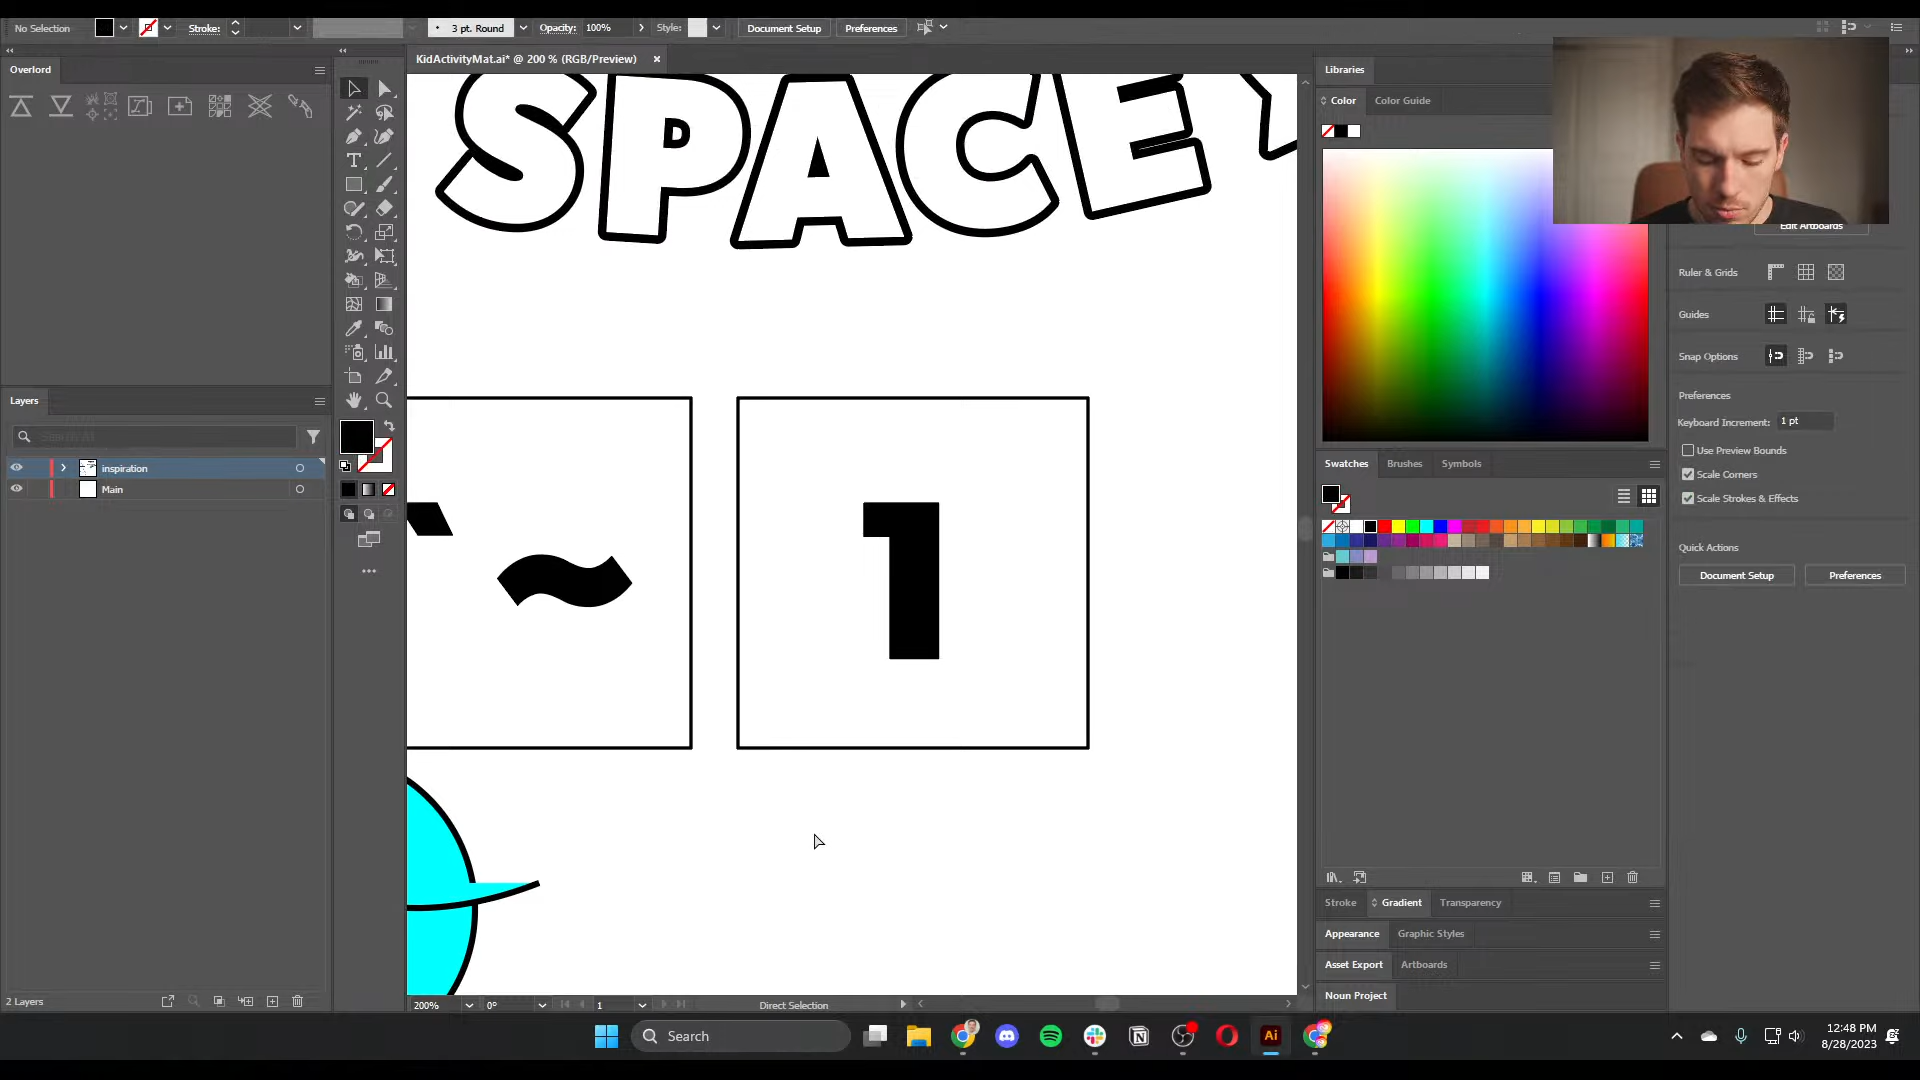 No Selection
Stroke:
3 pt. Round
Opacity:
100%
Style:
Document Setup
Preferences
Overlord
KidActivityMat.ai* @ 200 % (RGB/Preview)
Libraries
Color
Color Guide
SPACE
1
Edit Artboards
Ruler & Grids
Guides
Snap Options
Preferences
Keyboard Increment:
1 pt
Use Preview Bounds
Scale Corners
Scale Strokes & Effects
Quick Actions
Document Setup
Preferences
Layers
Search All
inspiration
Main
Swatches
Brushes
Symbols
Stroke
Gradient
Transparency
Appearance
Graphic Styles
Asset Export
Artboards
Noun Project
2 Layers
200%
0°
1
Direct Selection
Search
Ai
12:48 PM
8/28/2023